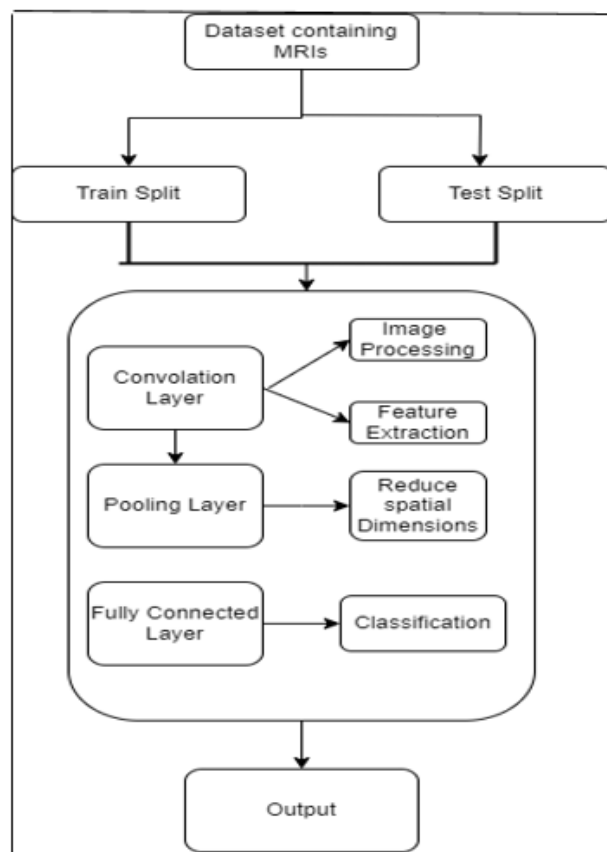 Dataset containing
MRIs
Train Split
Test Split
Image
Processing
Convolation
Layer
Feature
Extraction
Pooling Layer
Reduce
spatial
Dimensions
Fully Connected
Layer
Classification
Output